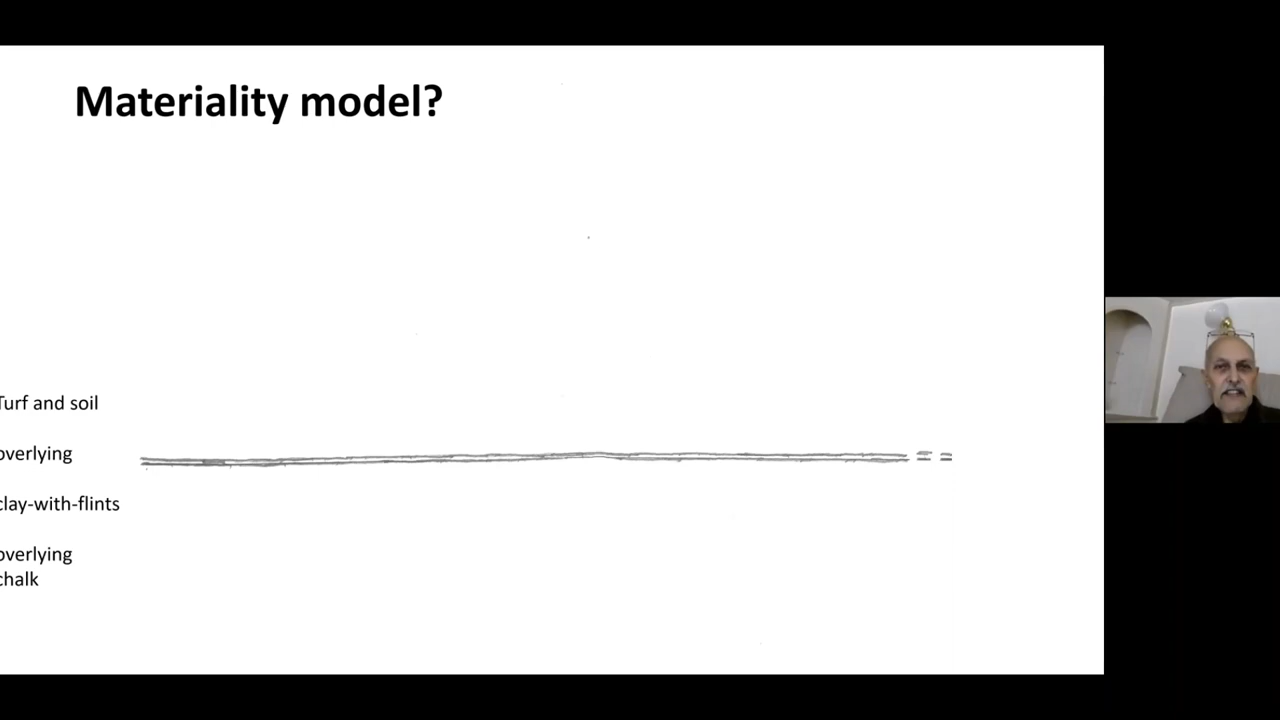 Materiality model?
Turf and soil
overlying
clay-with-flints
overlying
chalk